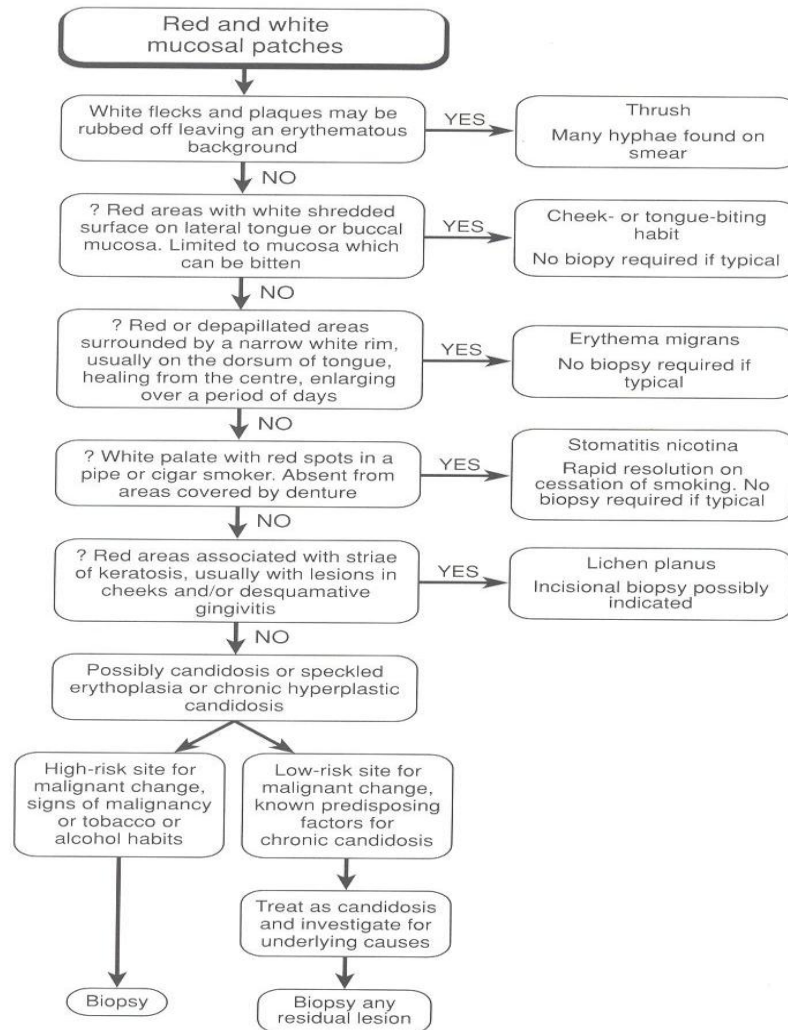 Red and white
mucosal patches
White flecks and plaques may be
rubbed off leaving an erythematous
background
YES
Thrush
Many hyphae found on
smear
NO
? Red areas with white shredded
surface on lateral tongue or buccal
mucosa. Limited to mucosa which
can be bitten
YES
Cheek- or tongue-biting
habit
No biopy required if typical
NO
? Red or depapillated areas
surrounded by a narrow white rim,
usually on the dorsum of tongue,
healing from the centre, enlarging
over a period of days
YES
Erythema migrans
No biopsy required if
typical
NO
? White palate with red spots in a
pipe or cigar smoker. Absent from
areas covered by denture
YES
Stomatitis nicotina
Rapid resolution on
cessation of smoking. No
biopsy required if typical
NO
? Red areas associated with striae
of keratosis, usually with lesions in
cheeks and/or desquamative
gingivitis
YES
Lichen planus
Incisional biopsy possibly
indicated
NO
Possibly candidosis or speckled
erythoplasia or chronic hyperplastic
candidosis
High-risk site for
malignant change,
signs of malignancy
or tobacco or
alcohol habits
Low-risk site for
malignant change,
known predisposing
factors for
chronic candidosis
Treat as candidosis
and investigate for
underlying causes
Biopsy
Biopsy any
residual lesion